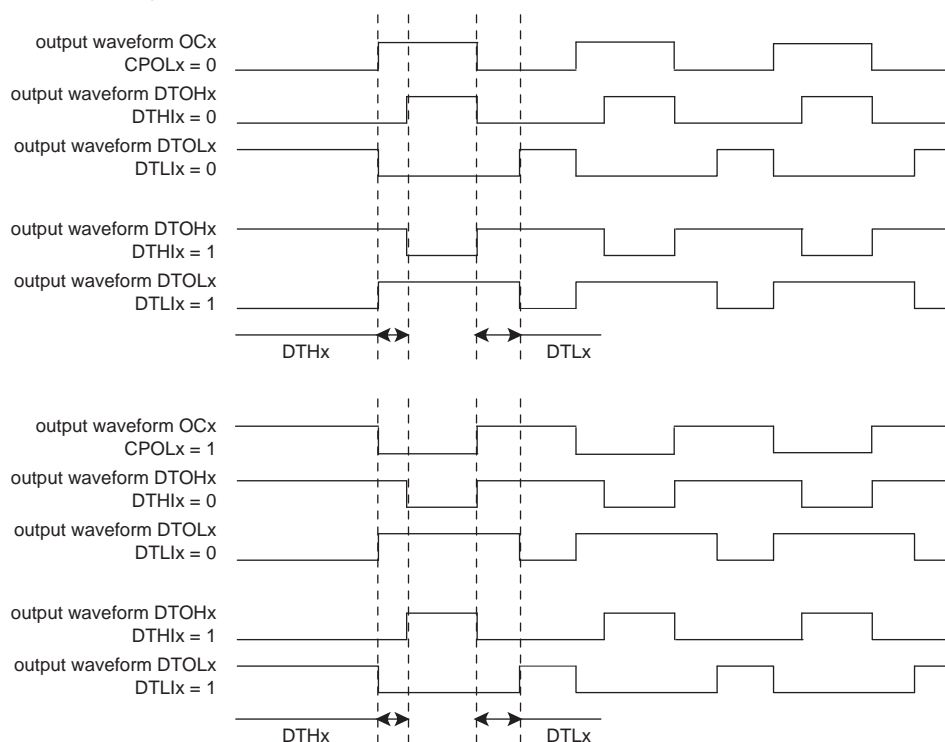 output waveform OCx
CPOLx = 0
output waveform DTOHx
DTHIx = 0
output waveform DTOLx
DTLIx = 0
output waveform DTOHx
DTHIx = 1
output waveform DTOLx
DTLIx = 1
DTHx DTLx
output waveform OCx
CPOLx = 1
output waveform DTOHx
DTHIx = 0
output waveform DTOLx
DTLIx = 0
output waveform DTOHx
DTHIx = 1
output waveform DTOLx
DTLIx = 1
DTHx DTLx